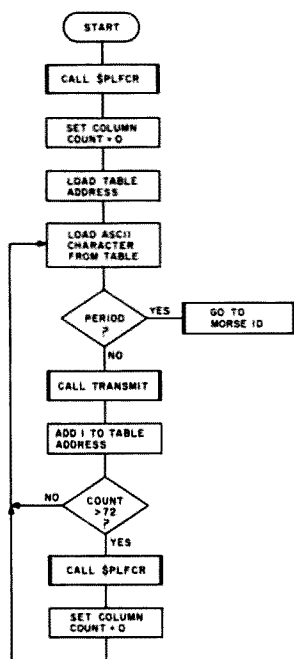 START
CALL $PLFCR
SET COLUMN
COUNT = 0
LOAD TABLE
ADDRESS
LOAD ASCII
CHARACTER
FROM TABLE
PERIOD
?
YES
GO TO
MORSE ID
NO
CALL TRANSMIT
ADD 1 TO TABLE
ADDRESS
NO
COUNT
>72
?
YES
CALL $PLFCR
SET COLUMN
COUNT = 0